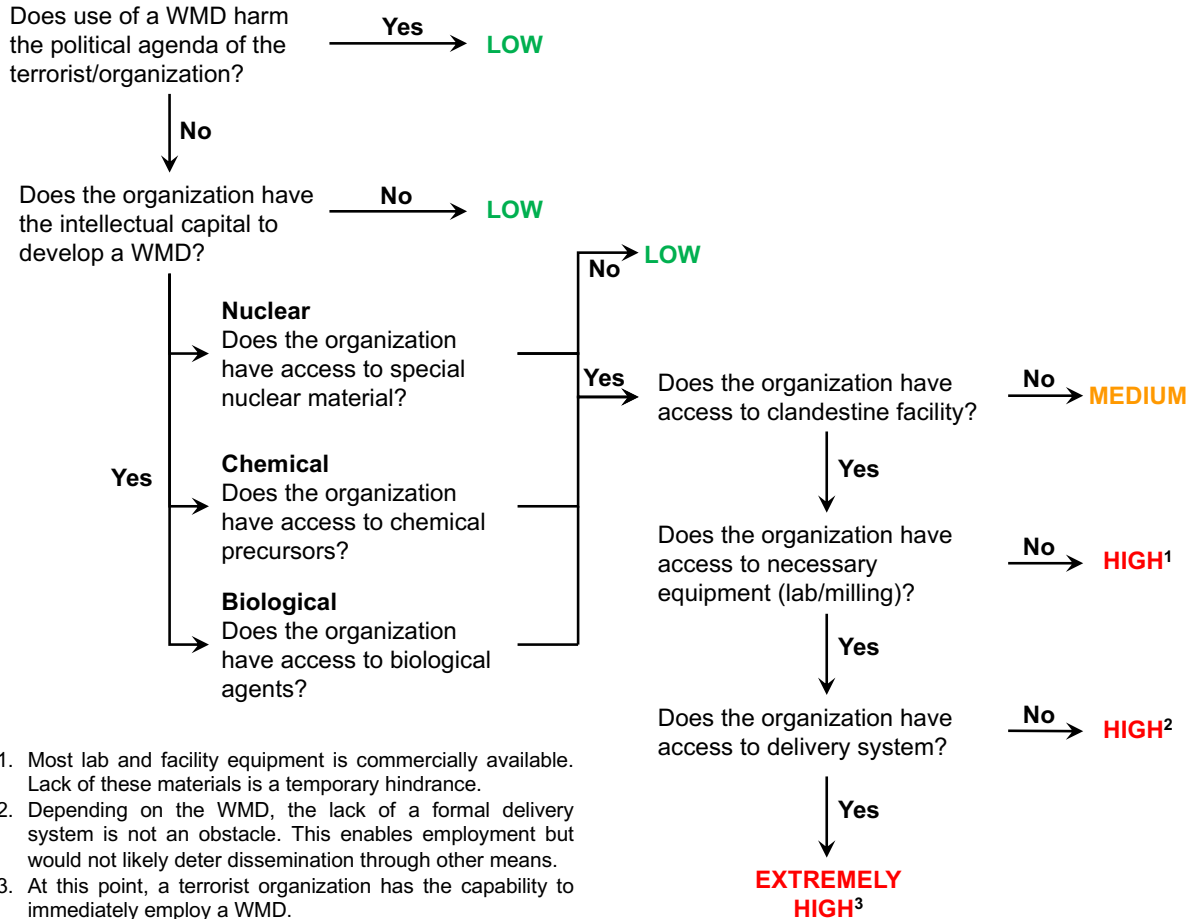 Does use of a WMD harm
the political agenda of the
terrorist/organization?
Yes
LOW
No
Does the organization have
the intellectual capital to
develop a WMD?
No
LOW
No
LOW
Nuclear
Does the organization
have access to special
nuclear material?
Yes
Does the organization have
access to clandestine facility?
No
MEDIUM
Yes
Chemical
Does the organization
have access to chemical
precursors?
Yes
Does the organization have
access to necessary
equipment (lab/milling)?
No
HIGH¹
Biological
Does the organization
have access to biological
agents?
Yes
Does the organization have
access to delivery system?
No
HIGH²
Yes
EXTREMELY
HIGH³
1. Most lab and facility equipment is commercially available.
Lack of these materials is a temporary hindrance.
2. Depending on the WMD, the lack of a formal delivery
system is not an obstacle. This enables employment but
would not likely deter dissemination through other means.
3. At this point, a terrorist organization has the capability to
immediately employ a WMD.